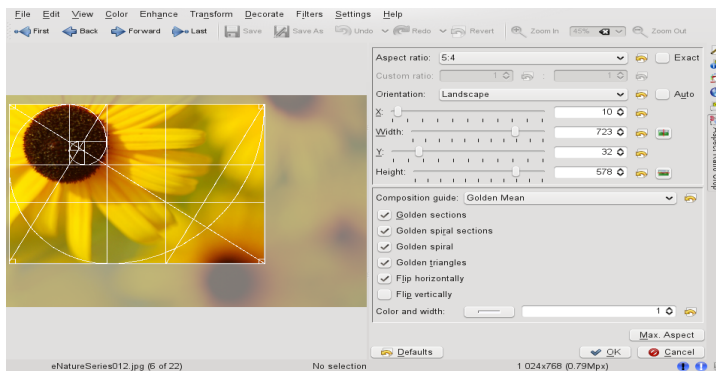 File Edit View Color Enhance Transform Decorate Filters Settings Help
First Back Forward Last Save Save As Undo Redo Revert Zoom In 45% Zoom Out
Aspect ratio: 5:4 Exact
Custom ratio: 1 : 1
Orientation: Landscape Auto
X: 10
Width: 723
Y: 32
Height: 578
Composition guide: Golden Mean
Golden sections
Golden spiral sections
Golden spiral
Golden triangles
Flip horizontally
Flip vertically
Color and width: 1
Max. Aspect
Defaults OK Cancel
eNatureSeries012.jpg (6 of 22) No selection 1 024x768 (0.79Mpx)